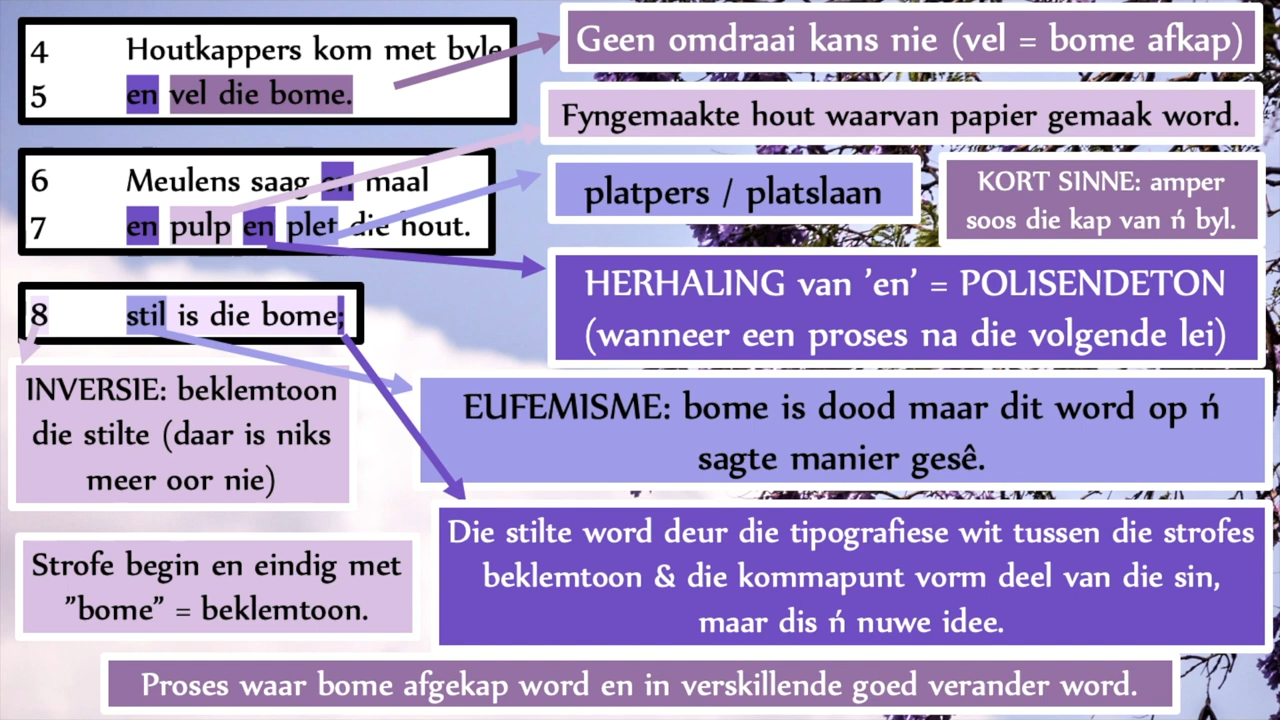 4 Houtkappers kom met byle
5 en vel die bome.
Geen omdraai kans nie (vel = bome afkap)
Fyngemaakte hout waarvan papier gemaak word.
6 Meulens saag en maal
7 en pulp en plet die hout.
platpers / platslaan
KORT SINNE: amper
soos die kap van ń byl.
HERHALING van 'en' = POLISENDETON
(wanneer een proses na die volgende lei)
8 stil is die bome;
INVERSIE: beklemtoon
die stilte (daar is niks
meer oor nie)
EUFEMISME: bome is dood maar dit word op ń
sagte manier gesê.
Die stilte word deur die tipografiese wit tussen die strofes
beklemtoon & die kommapunt vorm deel van die sin,
maar dis ń nuwe idee.
Strofe begin en eindig met
"bome" = beklemtoon.
Proses waar bome afgekap word en in verskillende goed verander word.